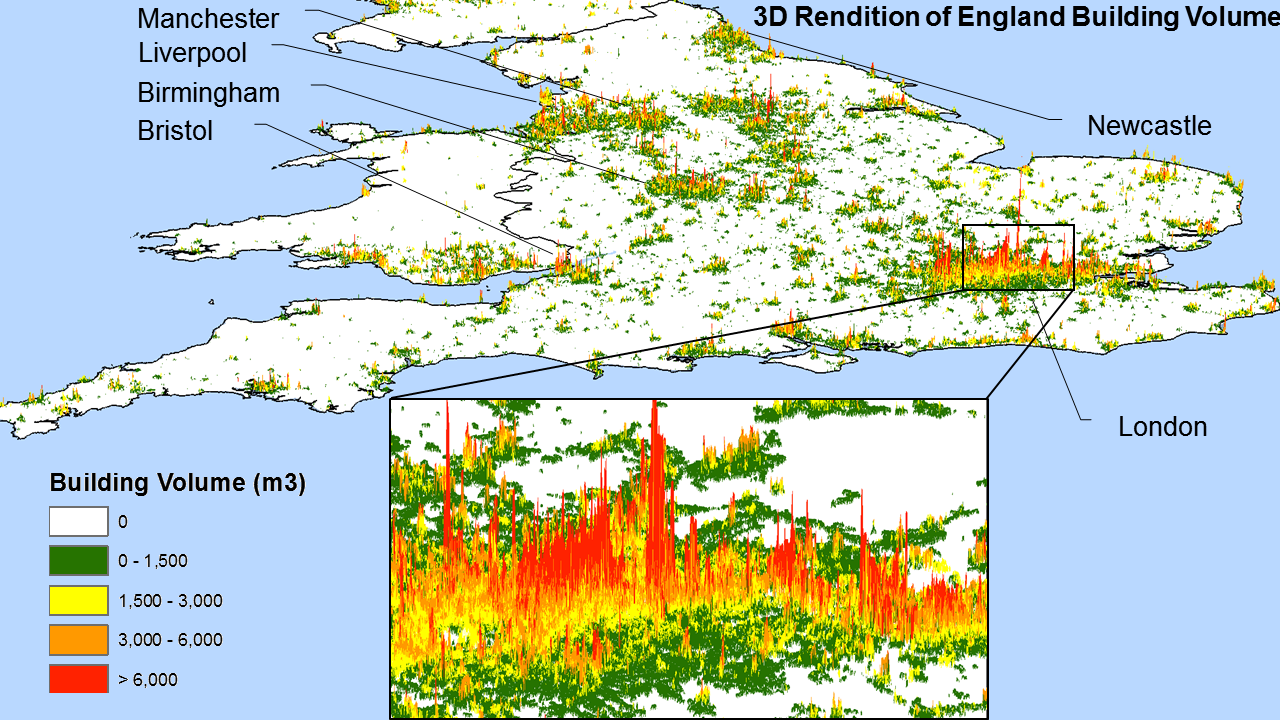 3D Rendition of England Building Volume
Manchester
Liverpool
Birmingham
Bristol
Newcastle
London
Building Volume (m3)
0
0 - 1,500
1,500 - 3,000
3,000 - 6,000
> 6,000